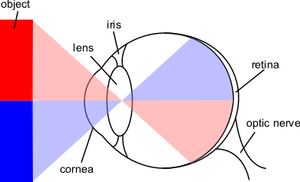 object
iris
lens
retina
optic nerve
cornea